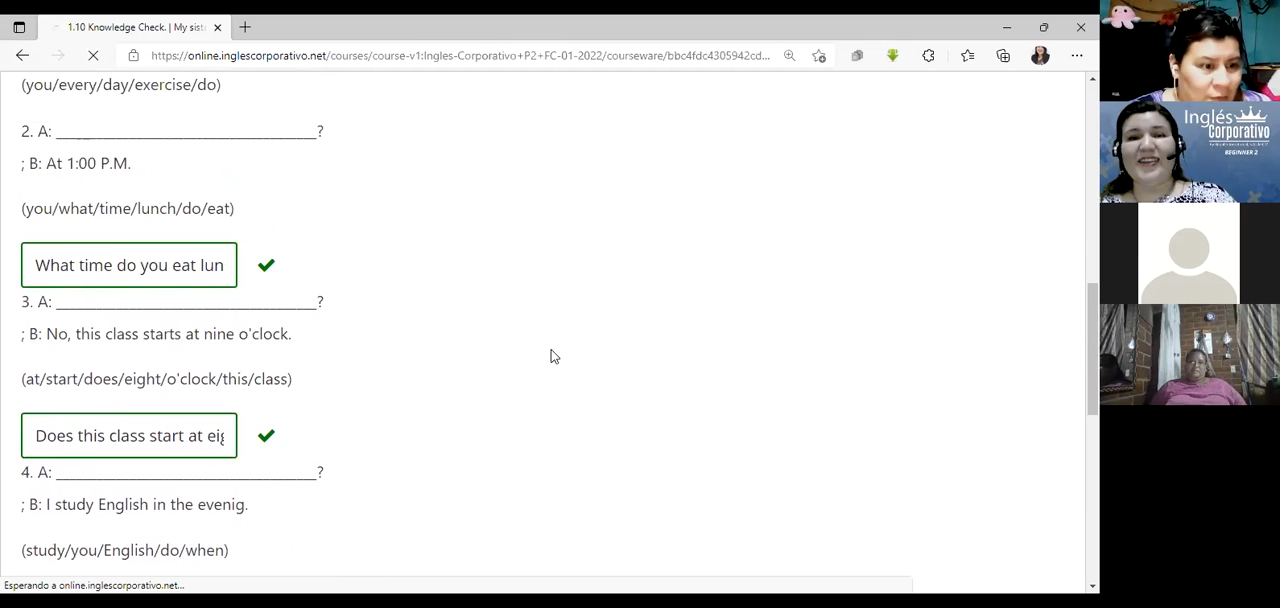 1.10 Knowledge Check. | My sist
https://online.inglescorporativo.net/courses/course-v1:Ingles-Corporativo+P2+FC-01-2022/courseware/bbc4fdc4305942cd...
(you/every/day/exercise/do)
2. A: __________________________________?
; B: At 1:00 P.M.
(you/what/time/lunch/do/eat)
What time do you eat lun
3. A: __________________________________?
; B: No, this class starts at nine o'clock.
(at/start/does/eight/o'clock/this/class)
Does this class start at eig
4. A: __________________________________?
; B: I study English in the evenig.
(study/you/English/do/when)
Esperando a online.inglescorporativo.net...
Inglés
Corporativo
BEGINNER 2